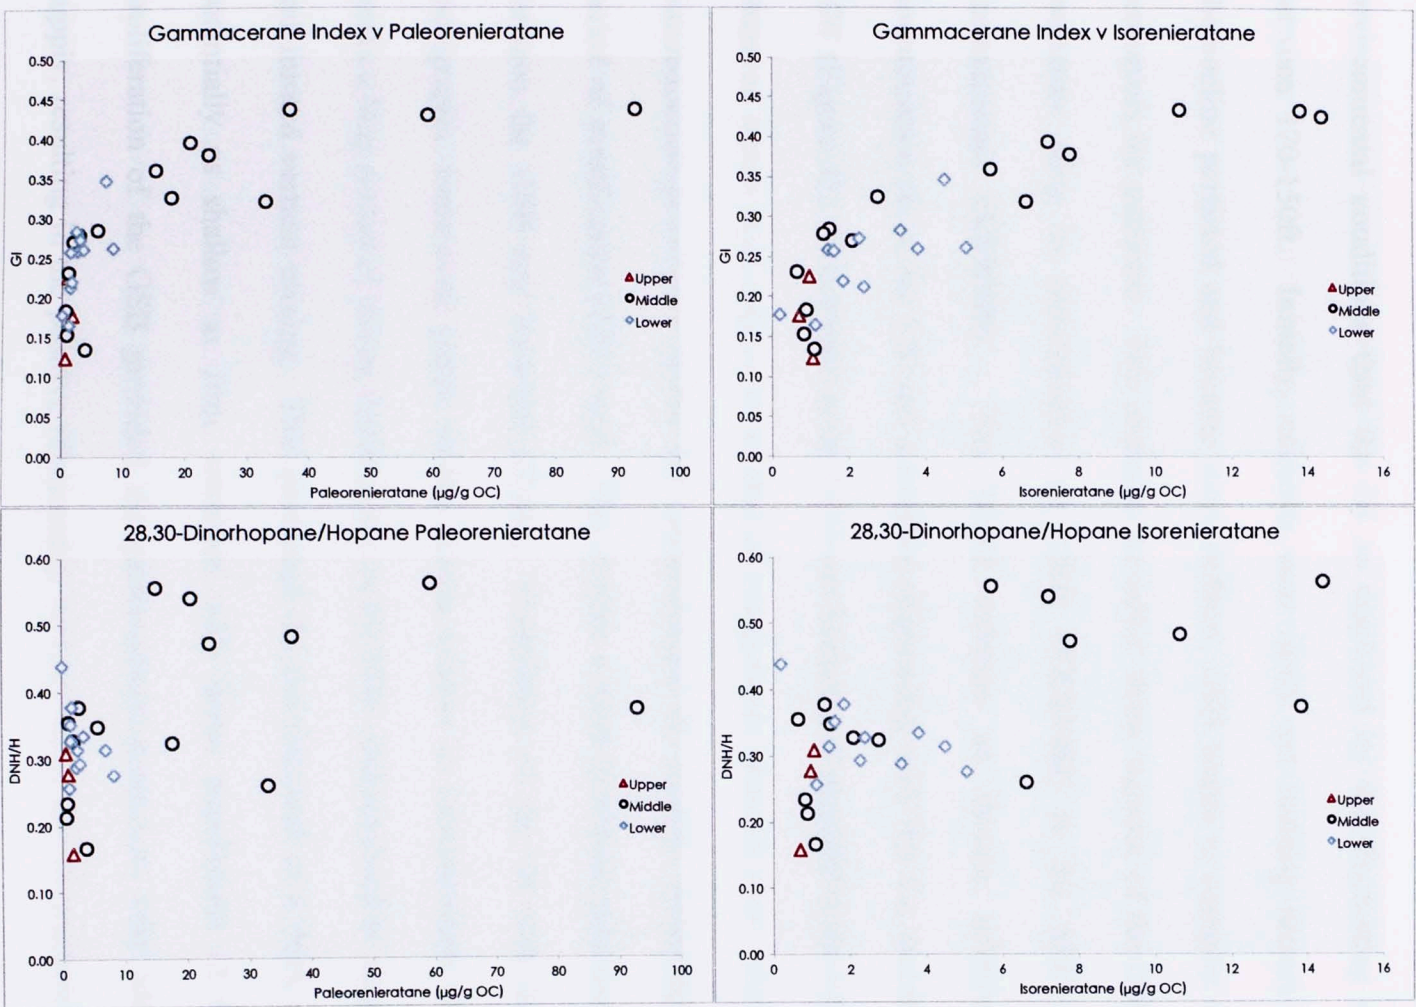 Gammacerane Index v Paleorenieratane
0.50
0.45
0.40
0.35
0.30
0.25
0.20
0.15
0.10
0.05
0.00
GI
0 10 20 30 40 50 60 70 80 90 100
Paleorenieratane (µg/g OC)
Upper
Middle
Lower
Gammacerane Index v Isorenieratane
0.50
0.45
0.40
0.35
0.30
0.25
0.20
0.15
0.10
0.05
0.00
GI
0 2 4 6 8 10 12 14 16
Isorenieratane (µg/g OC)
Upper
Middle
Lower
28,30-Dinorhopane/Hopane Paleorenieratane
0.60
0.50
0.40
0.30
0.20
0.10
0.00
DNH/H
0 10 20 30 40 50 60 70 80 90 100
Paleorenieratane (µg/g OC)
Upper
Middle
Lower
28,30-Dinorhopane/Hopane Isorenieratane
0.60
0.50
0.40
0.30
0.20
0.10
0.00
DNH/H
0 2 4 6 8 10 12 14 16
Isorenieratane (µg/g OC)
Upper
Middle
Lower